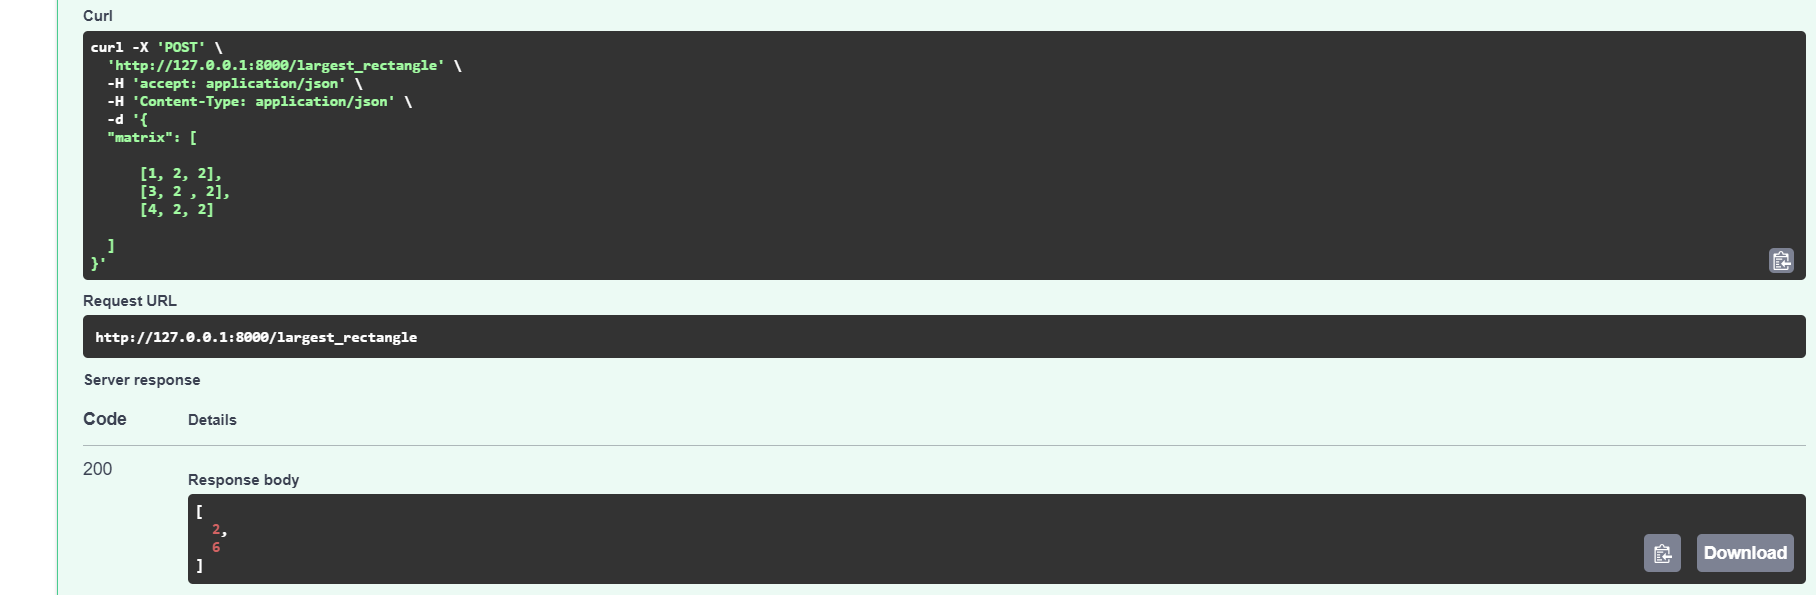 Curl
curl -X 'POST' \
  'http://127.0.0.1:8000/largest_rectangle' \
  -H 'accept: application/json' \
  -H 'Content-Type: application/json' \
  -d '{
  "matrix": [
      [1, 2, 2],
      [3, 2 , 2],
      [4, 2, 2]
  ]
}'
Request URL
http://127.0.0.1:8000/largest_rectangle
Server response
Code Details
200
Response body
[
  2,
  6
]
Download